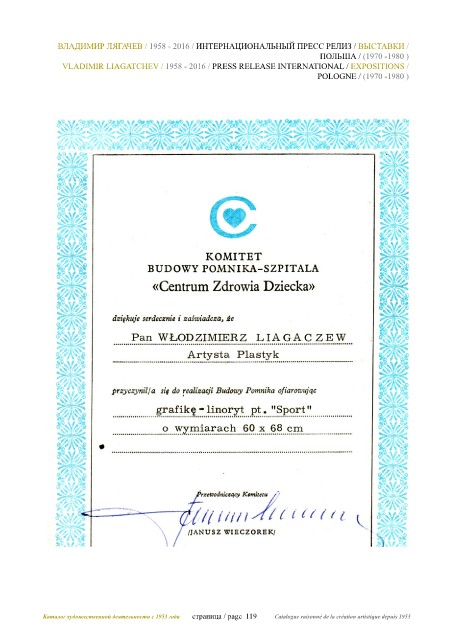 ВЛАДИМИР ЛЯГАЧЕВ / 1958 - 2016 / ИНТЕРНАЦИОНАЛЬНЫЙ ПРЕСС РЕЛИЗ / ВЫСТАВКИ /
ПОЛЬША / (1970 -1980 )
VLADIMIR LIAGATCHEV / 1958 - 2016 / PRESS RELEASE INTERNATIONAL / EXPOSITIONS /
POLOGNE / (1970 -1980 )
KOMITET
BUDOWY POMNIKA-SZPITALA
«Centrum Zdrowia Dziecka»
dziękuje serdecznie i zaświadcza, że
Pan WŁODZIMIERZ LIAGACZEW
Artysta Plastyk
przyczynil/a się do realizacji Budowy Pomnika ofiarowując
grafikę - linoryt pt. "Sport"
o wymiarach 60 x 68 cm
Przewodniczący Komitetu
/JANUSZ WIECZOREK/
Каталог художественной деятельности с 1953 года страница / page 119 Catalogue raisonné de la création artistique depuis 1953